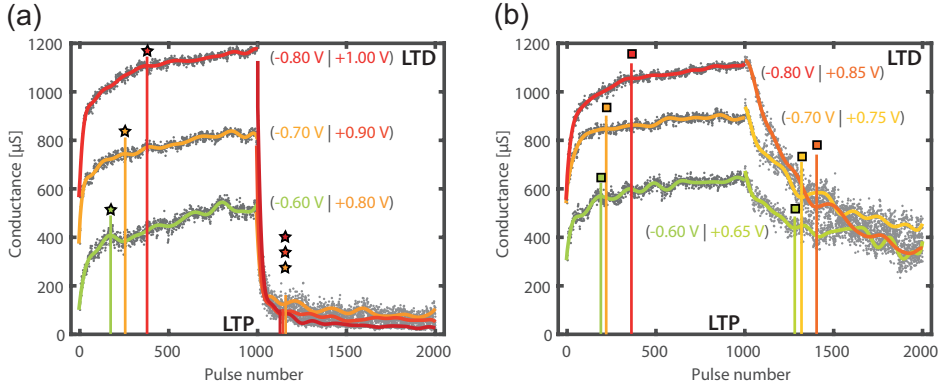 (a)
1200
1000
800
600
400
200
0
Conductance [µS]
(-0.80 V | +1.00 V)
LTD
(-0.70 V | +0.90 V)
(-0.60 V | +0.80 V)
LTP
0
500
1000
1500
2000
Pulse number
(b)
1200
1000
800
600
400
200
0
Conductance [µS]
LTD
(-0.80 V | +0.85 V)
(-0.70 V | +0.75 V)
(-0.60 V | +0.65 V)
LTP
0
500
1000
1500
2000
Pulse number